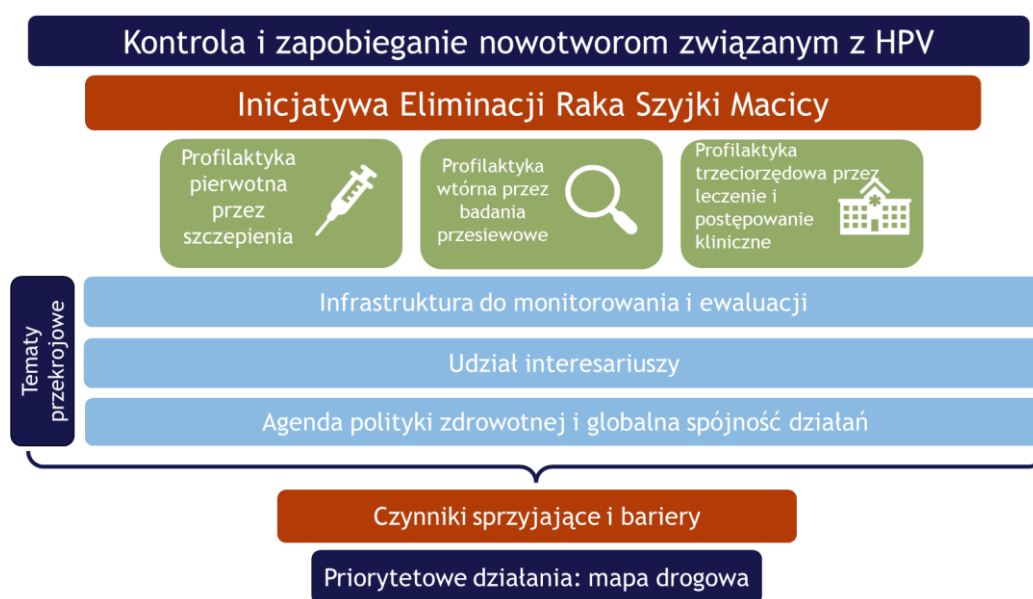 Kontrola i zapobieganie nowotworom związanym z HPV
Inicjatywa Eliminacji Raka Szyjki Macicy
Profilaktyka
pierwotna
przez
szczepienia
Profilaktyka
wtórna przez
badania
przesiewowe
Profilaktyka
trzeciorzędowa przez
leczenie i
postępowanie
kliniczne
Tematy
przekrojowe
Infrastruktura do monitorowania i ewaluacji
Udział interesariuszy
Agenda polityki zdrowotnej i globalna spójność działań
Czynniki sprzyjające i bariery
Priorytetowe działania: mapa drogowa